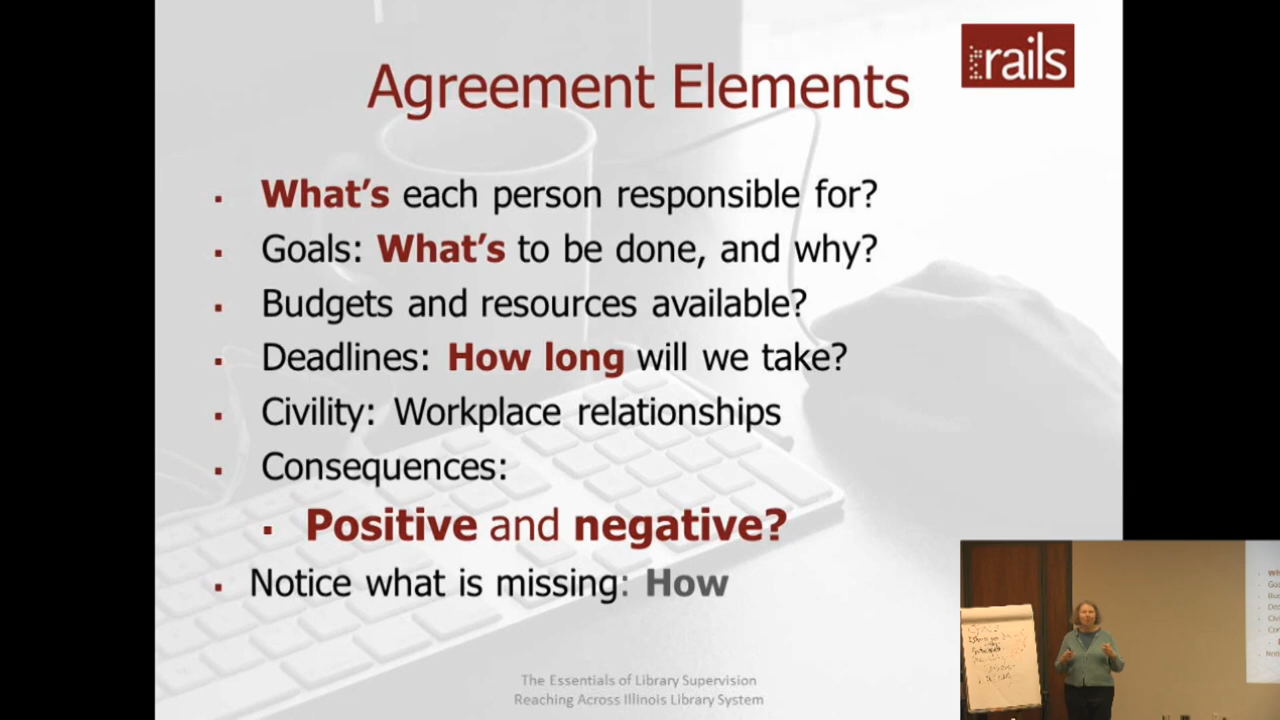 rails
Agreement Elements
What's each person responsible for?
Goals: What's to be done, and why?
Budgets and resources available?
Deadlines: How long will we take?
Civility: Workplace relationships
Consequences:
Positive and negative?
Notice what is missing: How
The Essentials of Library Supervision
Reaching Across Illinois Library System